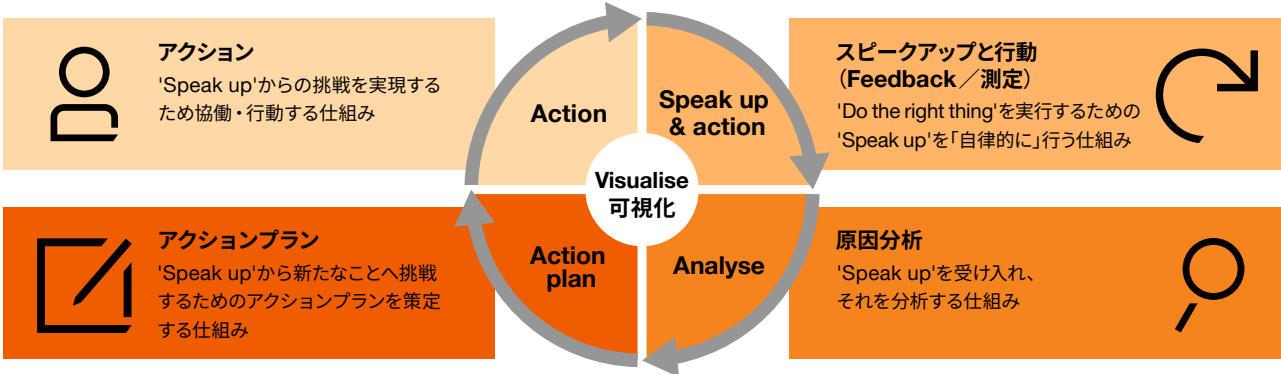 アクション
'Speak up'からの挑戦を実現する
ため協働・行動する仕組み
Action
Speak up
& action
スピークアップと行動
（Feedback／測定）
'Do the right thing'を実行するための
'Speak up'を「自律的に」行う仕組み
Visualise
可視化
アクションプラン
'Speak up'から新たなことへ挑戦
するためのアクションプランを策定
する仕組み
Action
plan
Analyse
原因分析
'Speak up'を受け入れ、
それを分析する仕組み